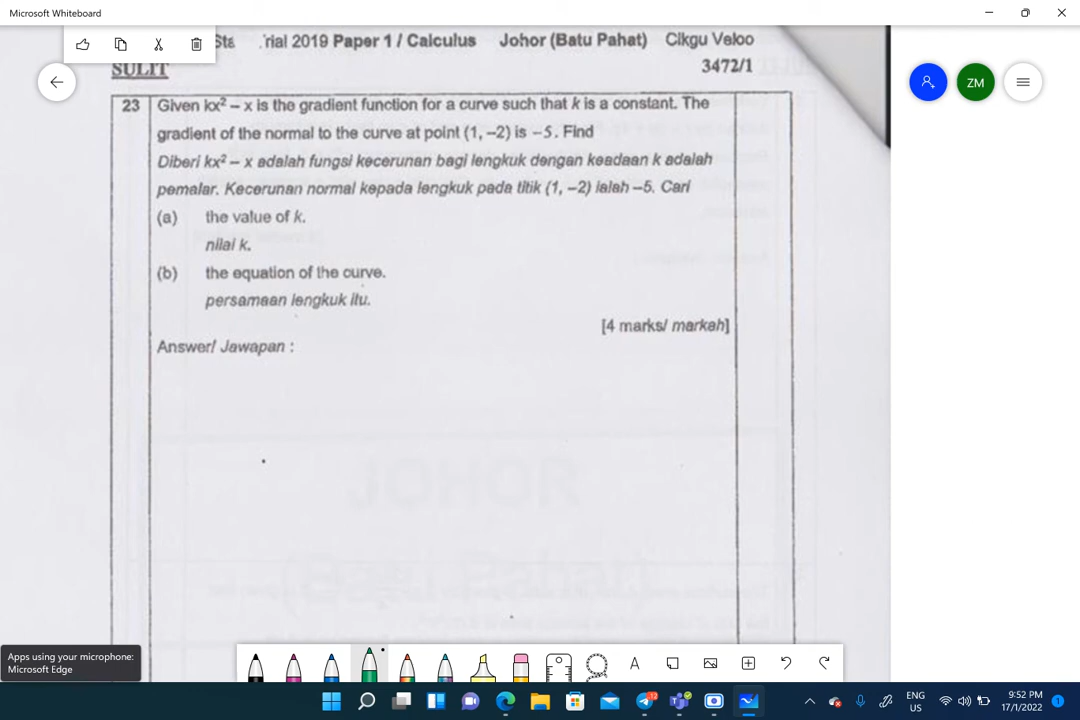 Microsoft Whiteboard
rial 2019 Paper 1 / Calculus Johor (Batu Pahat) Cikgu Veloo
SULIT
3472/1
23 Given kx² – x is the gradient function for a curve such that k is a constant. The
gradient of the normal to the curve at point (1, –2) is –5. Find
Diberi kx² – x adalah fungsi kecerunan bagi lengkuk dengan keadaan k adalah
pemalar. Kecerunan normal kepada lengkuk pada titik (1, –2) ialah –5. Cari
(a) the value of k.
nilai k.
(b) the equation of the curve.
persamaan lengkuk itu.
[4 marks/ markah]
Answer/ Jawapan :
ZM
JOHOR
Apps using your microphone:
Microsoft Edge
A
12
ENG
US
9:52 PM
17/1/2022
1